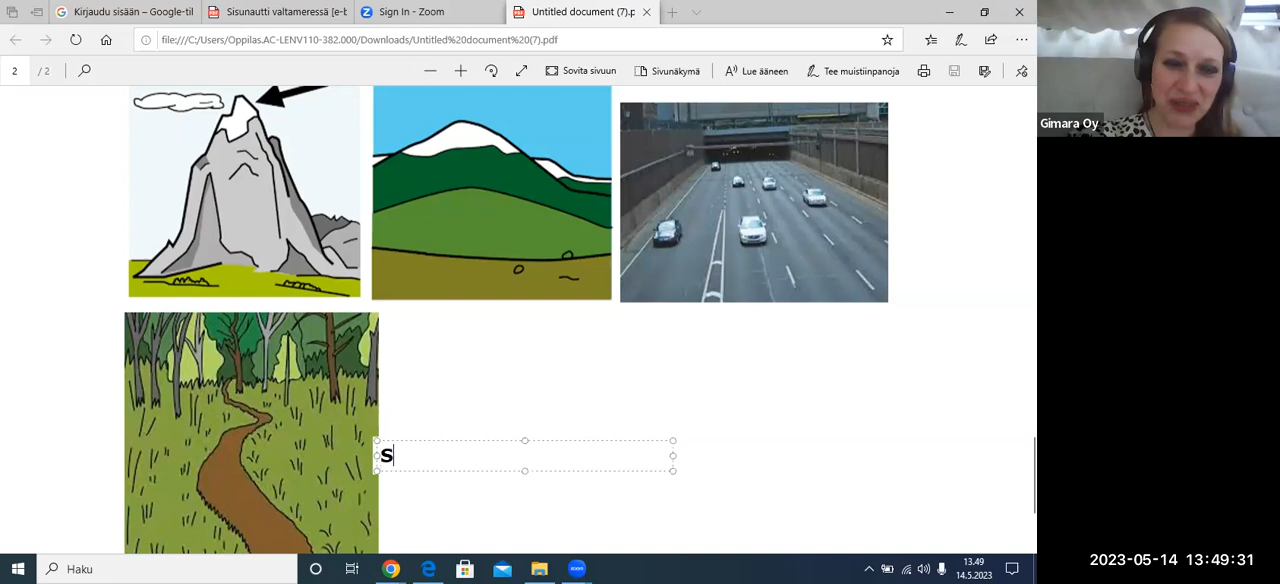 Kirjaudu sisään – Google-til
Sisunautti valtameressä [e-b
Sign In - Zoom
Untitled document (7).p
file:///C:/Users/Oppilas.AC-LENV110-382.000/Downloads/Untitled%20document%20(7).pdf
2 / 2
Sovita sivuun
Sivunäkymä
Lue ääneen
Tee muistiinpanoja
Gimara Oy
S
Haku
13.49
14.5.2023
2023-05-14 13:49:31